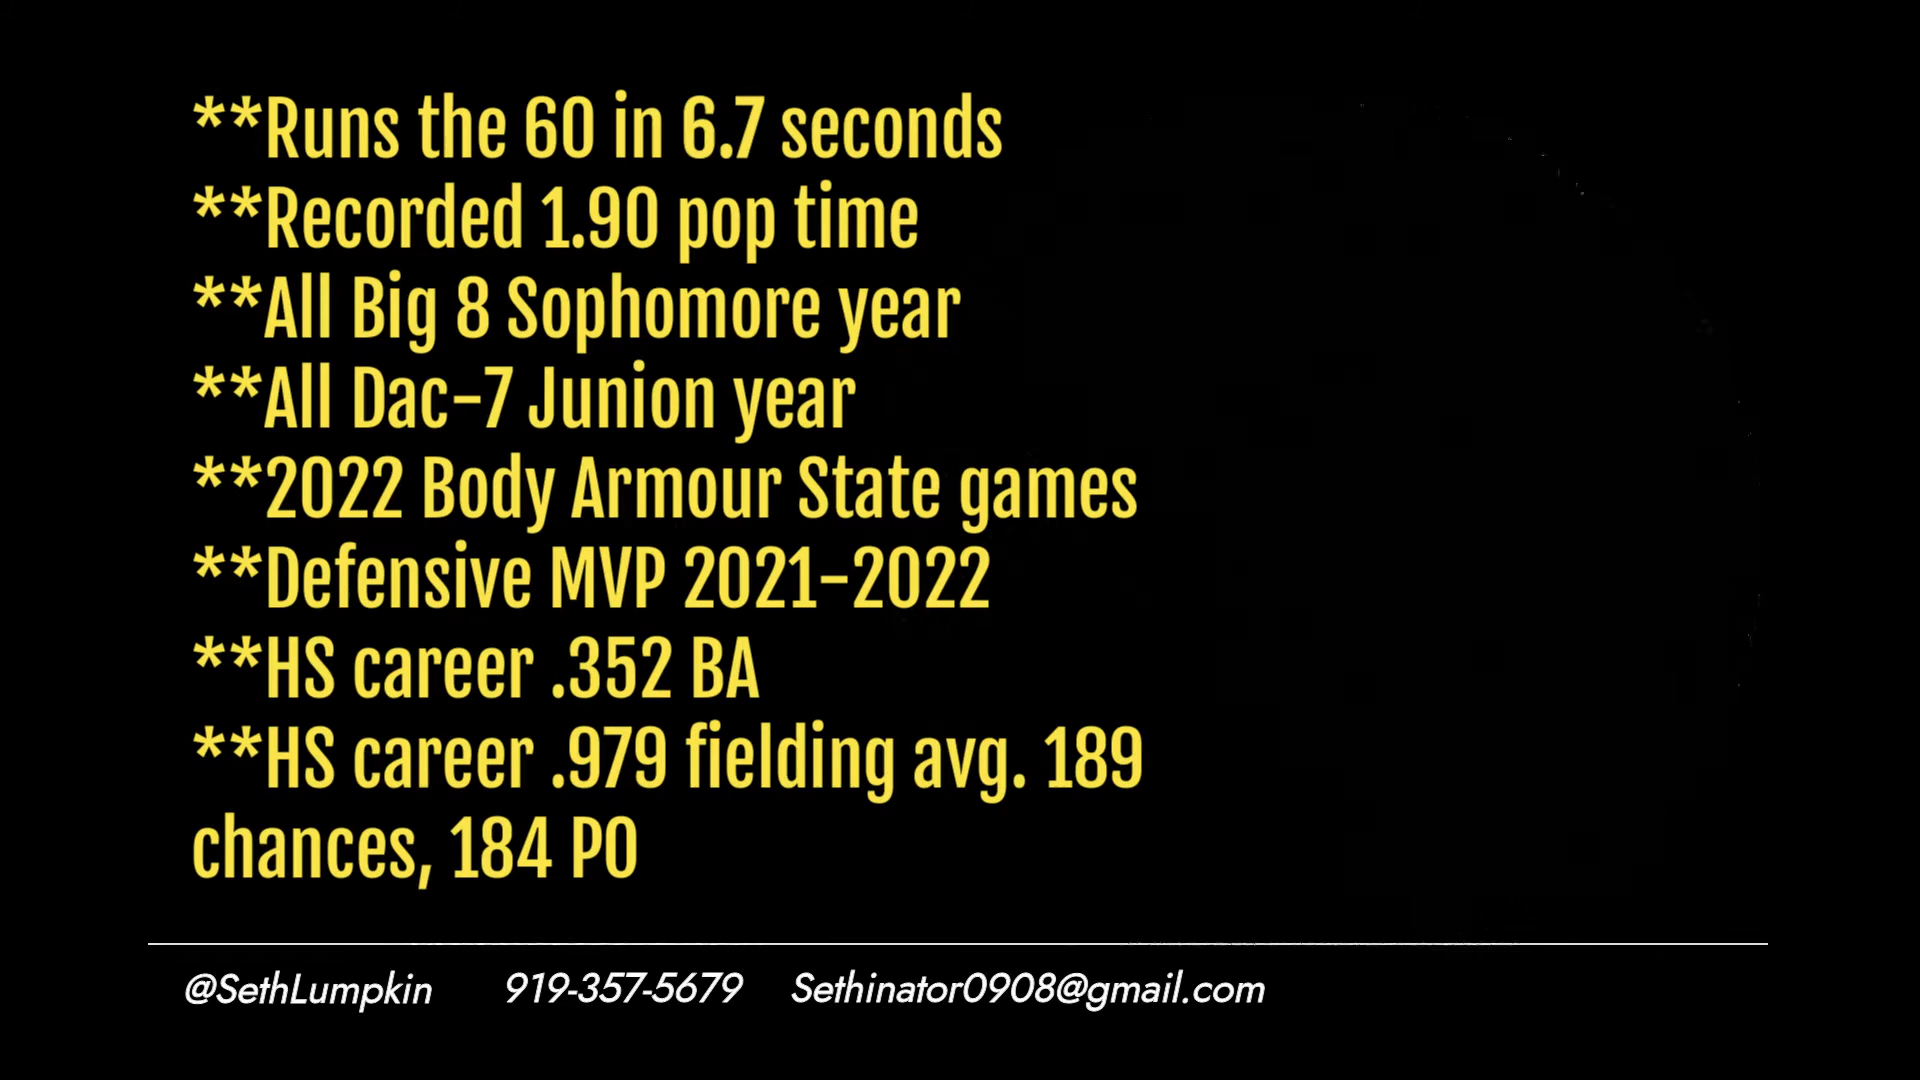 **Runs the 60 in 6.7 seconds
**Recorded 1.90 pop time
**All Big 8 Sophomore year
**All Dac-7 Junion year
**2022 Body Armour State games
**Defensive MVP 2021-2022
**HS career .352 BA
**HS career .979 fielding avg. 189
chances, 184 PO
@SethLumpkin 919-357-5679 Sethinator0908@gmail.com